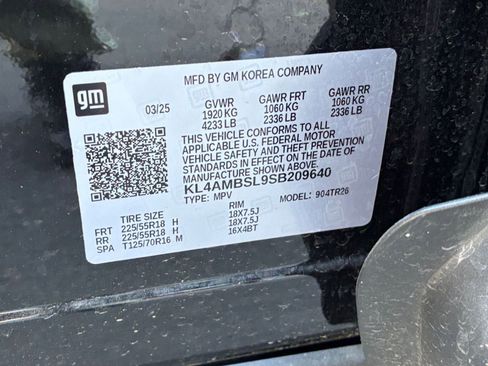 MFD BY GM KOREA COMPANY
gm
03/25 GVWR GAWR FRT GAWR RR
1920 KG 1060 KG 1060 KG
4233 LB 2336 LB 2336 LB
THIS VEHICLE CONFORMS TO ALL
APPLICABLE U.S. FEDERAL MOTOR
VEHICLE SAFETY, BUMPER, AND THEFT
PREVENTION STANDARDS IN EFFECT ON
THE DATE OF MANUFACTURE SHOWN ABOVE.
KL4AMBSL9SB209640
TYPE: MPV MODEL: 904TR26
TIRE SIZE RIM
FRT 225/55R18 H 18X7.5J
RR 225/55R18 H 18X7.5J
SPA T125/70R16 M 16X4BT